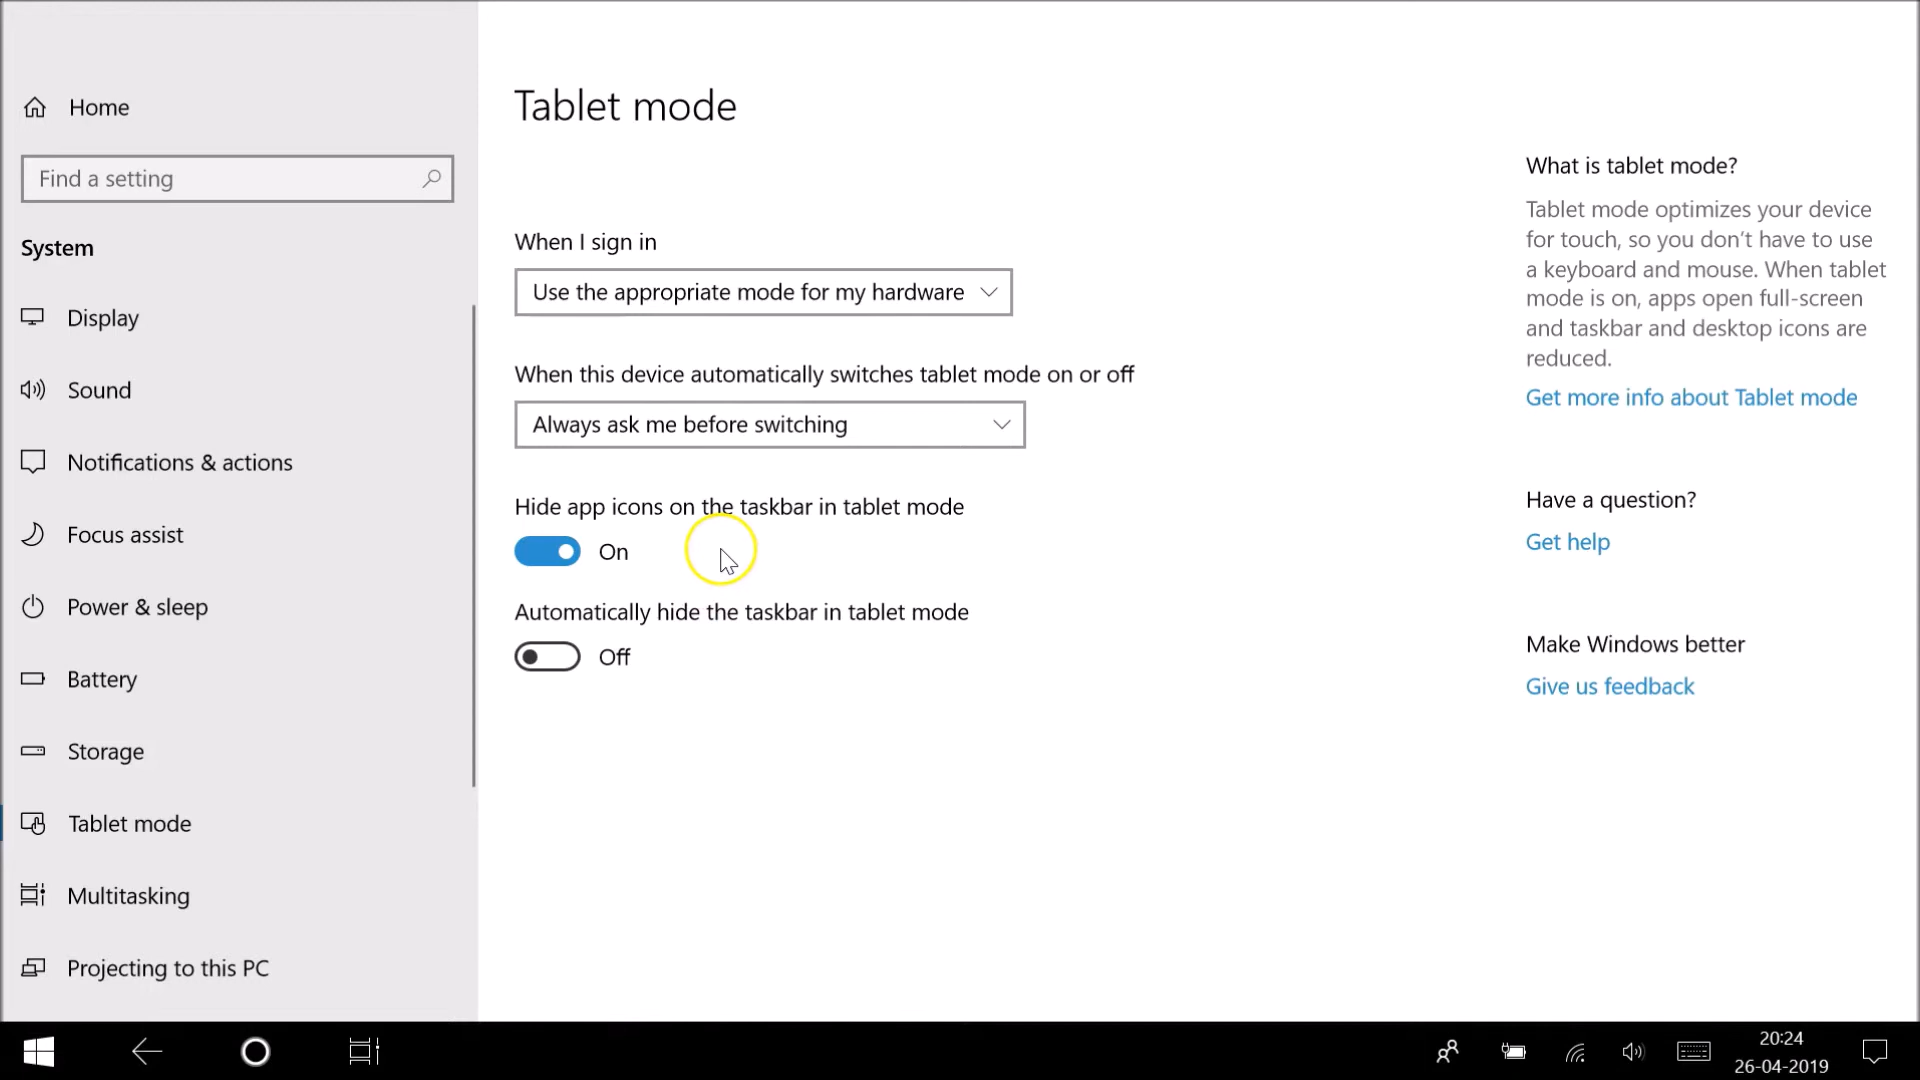 Home
Find a setting
System
Display
Sound
Notifications & actions
Focus assist
Power & sleep
Battery
Storage
Tablet mode
Multitasking
Projecting to this PC
Tablet mode
When I sign in
Use the appropriate mode for my hardware
When this device automatically switches tablet mode on or off
Always ask me before switching
Hide app icons on the taskbar in tablet mode
On
Automatically hide the taskbar in tablet mode
Off
What is tablet mode?
Tablet mode optimizes your device
for touch, so you don’t have to use
a keyboard and mouse. When tablet
mode is on, apps open full-screen
and taskbar and desktop icons are
reduced.
Get more info about Tablet mode
Have a question?
Get help
Make Windows better
Give us feedback
20:24
26-04-2019